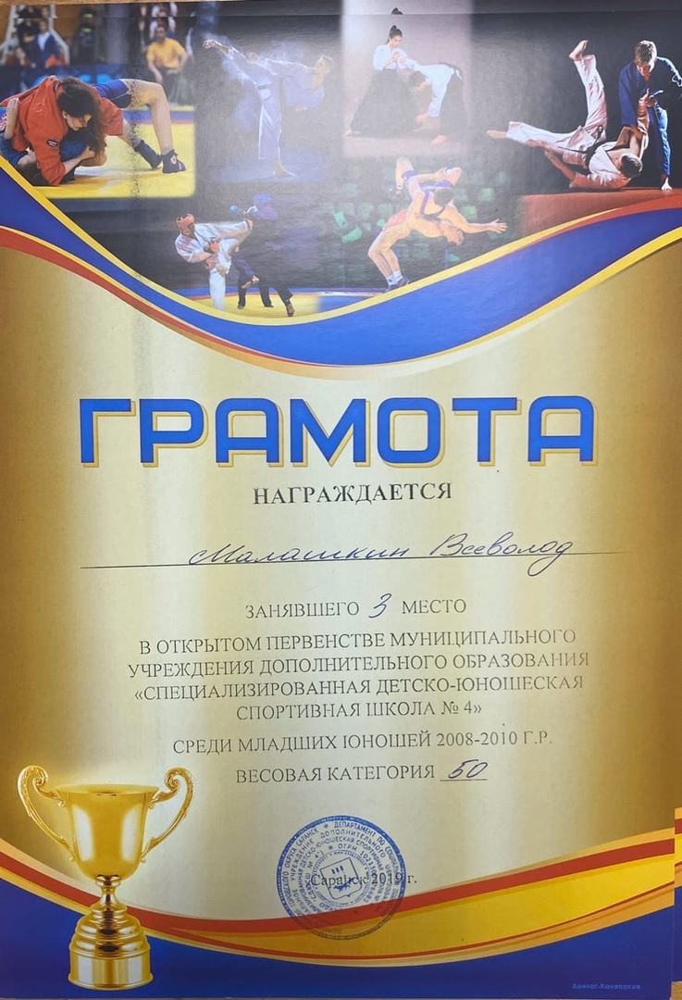 ГРАМОТА
НАГРАЖДАЕТСЯ
Малашкин Всеволод
ЗАНЯВШЕГО 3 МЕСТО
В ОТКРЫТОМ ПЕРВЕНСТВЕ МУНИЦИПАЛЬНОГО
УЧРЕЖДЕНИЯ ДОПОЛНИТЕЛЬНОГО ОБРАЗОВАНИЯ
«СПЕЦИАЛИЗИРОВАННАЯ ДЕТСКО-ЮНОШЕСКАЯ
СПОРТИВНАЯ ШКОЛА № 4»
СРЕДИ МЛАДШИХ ЮНОШЕЙ 2008-2010 Г.Р.
ВЕСОВАЯ КАТЕГОРИЯ 50
Саранск 2019 г.